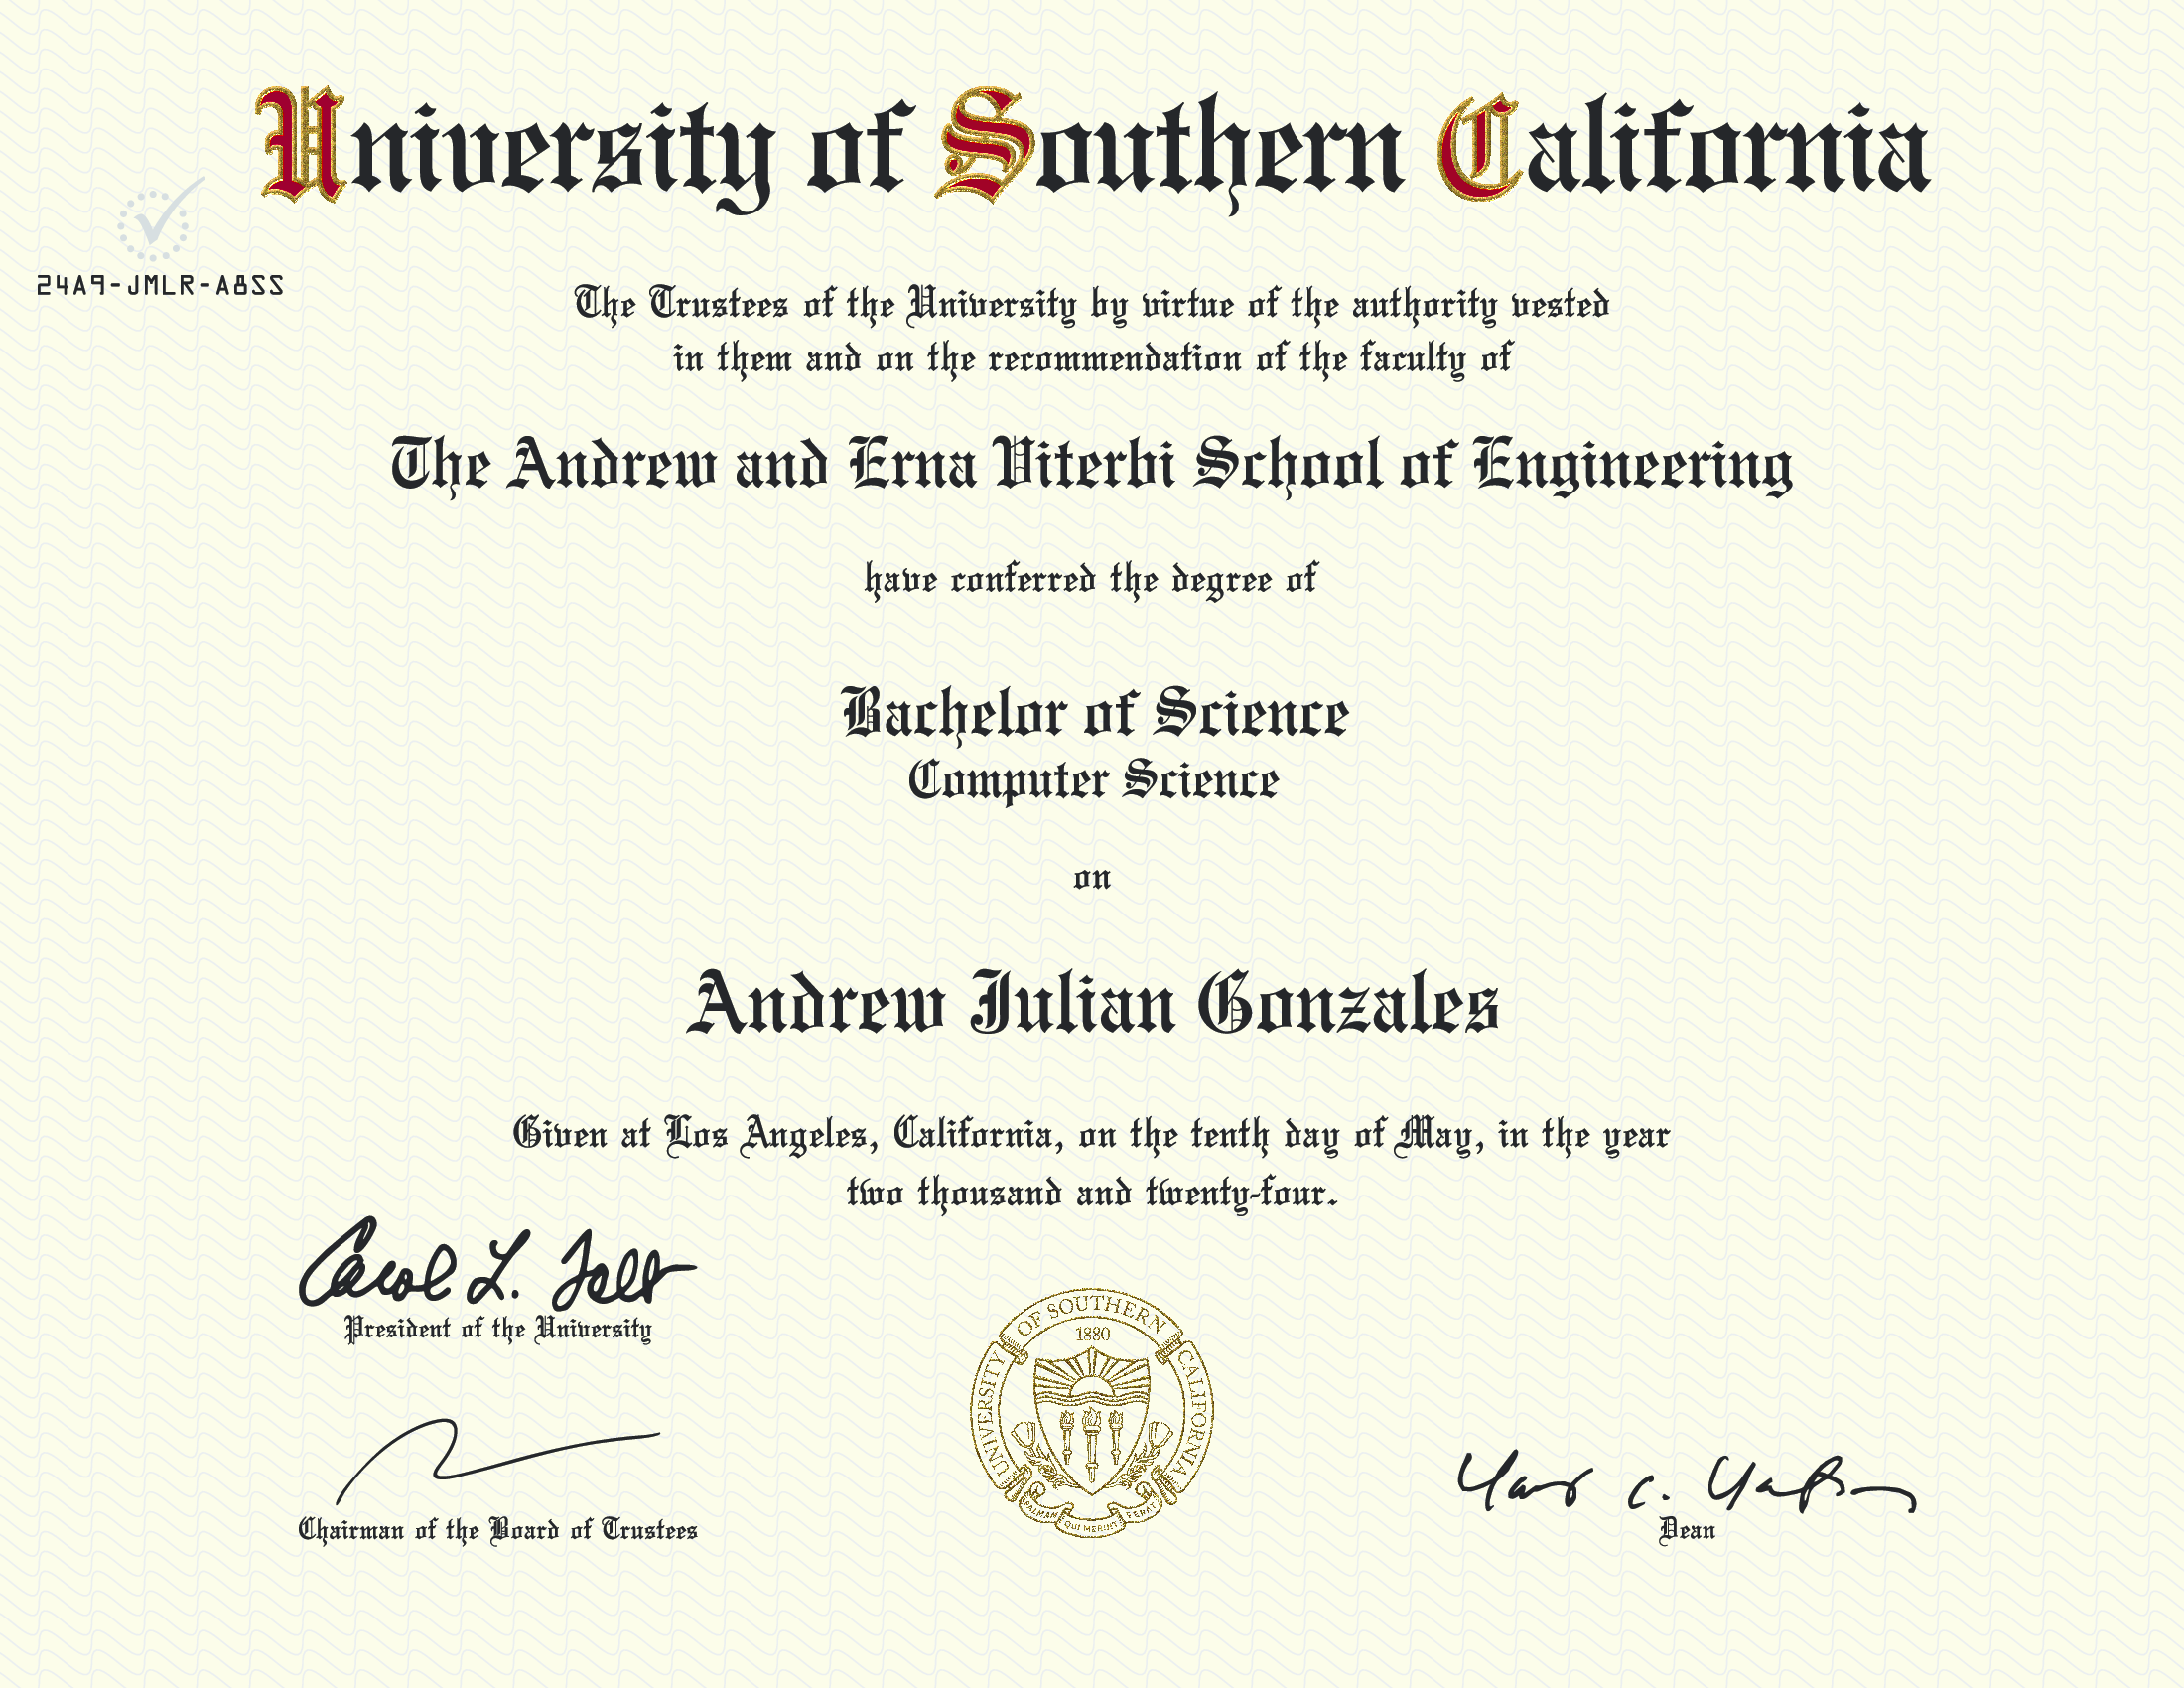 University of Southern California
24A9-JMLR-A8SS
The Trustees of the University by virtue of the authority vested
in them and on the recommendation of the faculty of
The Andrew and Erna Viterbi School of Engineering
have conferred the degree of
Bachelor of Science
Computer Science
on
Andrew Julian Gonzales
Given at Los Angeles, California, on the tenth day of May, in the year
two thousand and twenty-four.
Carol L. Folt
President of the University
Chairman of the Board of Trustees
UNIVERSITY OF SOUTHERN CALIFORNIA
1880
PALMAM QUI MERUIT FERAT
Dean